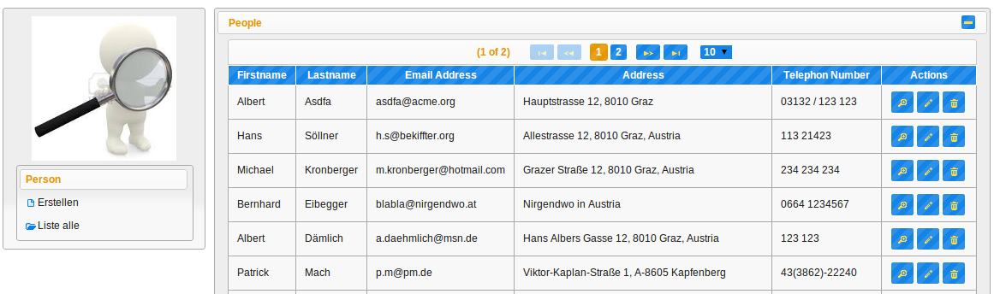 Person
Erstellen
Liste alle
People
(1 of 2) 1 2 10
Firstname Lastname Email Address Address Telephon Number Actions
Albert Asdfa asdfa@acme.org Hauptstrasse 12, 8010 Graz 03132 / 123 123
Hans Söllner h.s@bekiffter.org Allestrasse 12, 8010 Graz, Austria 113 21423
Michael Kronberger m.kronberger@hotmail.com Grazer Straße 12, 8010 Graz, Austria 234 234 234
Bernhard Eibegger blabla@nirgendwo.at Nirgendwo in Austria 0664 1234567
Albert Dämlich a.daehmlich@msn.de Hans Albers Gasse 12, 8010 Graz, Austria 123 123
Patrick Mach p.m@pm.de Viktor-Kaplan-Straße 1, A-8605 Kapfenberg 43(3862)-22240